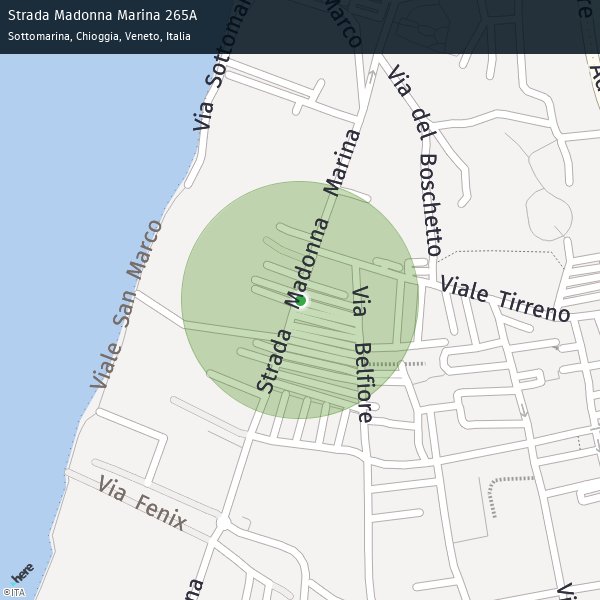 Strada Madonna Marina 265A
Sottomarina, Chioggia, Veneto, Italia
Via Sottomar
Marco
Via del Boschetto
Strada Madonna Marina
Viale San Marco
Viale Tirreno
Via Belfiore
Via Fenix
here
©ITA